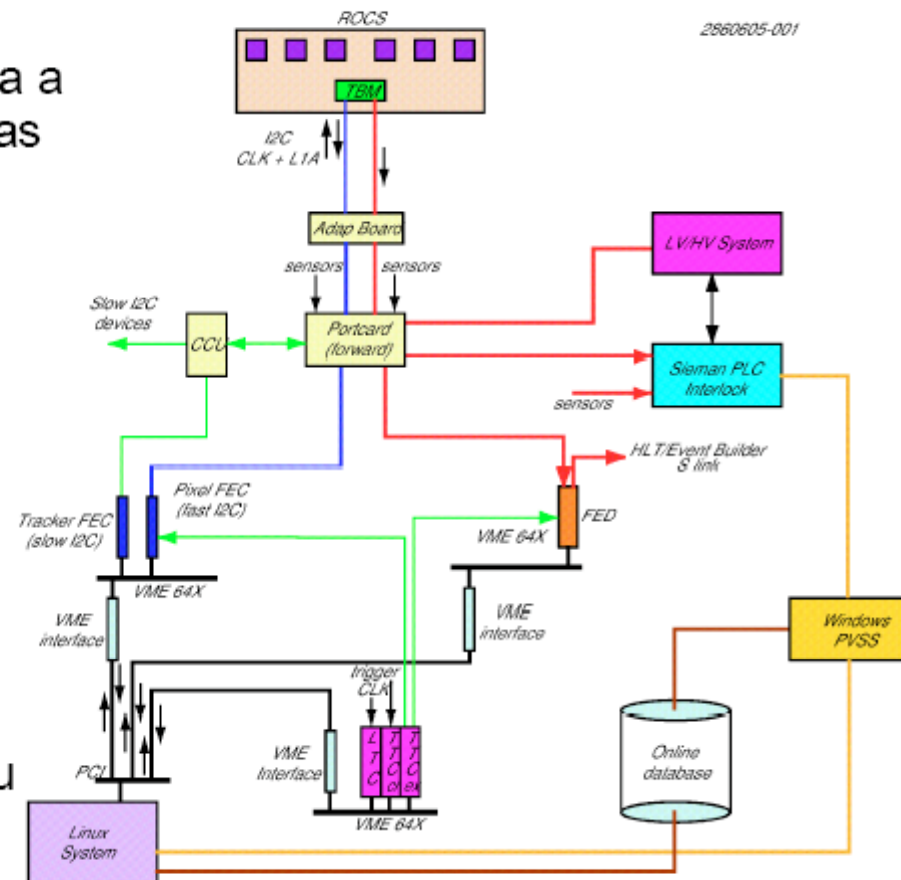 ROCS
2860605-001
a a
as
TBM
I2C
CLK + L1A
Adap Board
LV/HV System
sensors
sensors
Slow I2C
devices
CCU
Portcard
(forward)
Sieman PLC
Interlock
sensors
HLT/Event Builder
S link
Pixel FEC
(fast I2C)
Tracker FEC
(slow I2C)
FED
VME 64X
VME 64X
VME
interface
VME
interface
Windows
PVSS
trigger
CLK
LTC
TTCci
TTCex
VME
Interface
Online
database
u
PCI
VME 64X
Linux
System